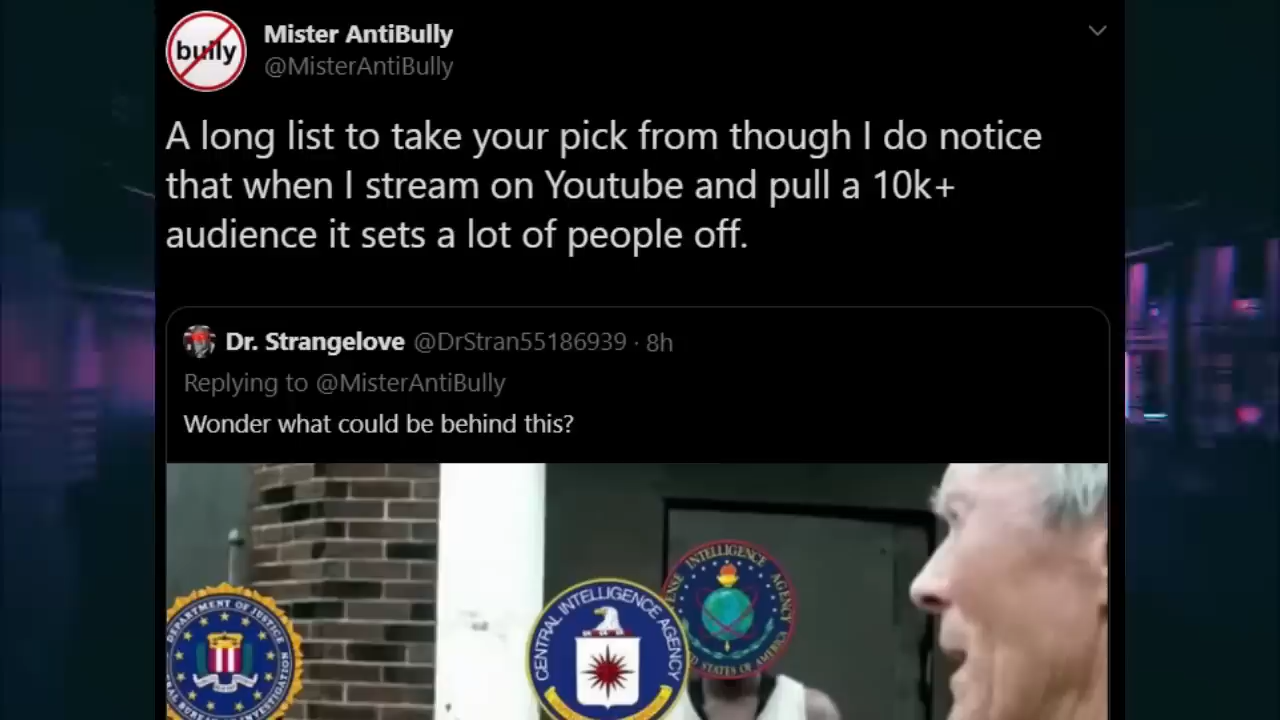 bully
Mister AntiBully
@MisterAntiBully
A long list to take your pick from though I do notice
that when I stream on Youtube and pull a 10k+
audience it sets a lot of people off.
Dr. Strangelove @DrStran55186939 · 8h
Replying to @MisterAntiBully
Wonder what could be behind this?
DEPARTMENT OF JUSTICE
CENTRAL INTELLIGENCE AGENCY
INTELLIGENCE AGENCY
STATES OF AMERICA